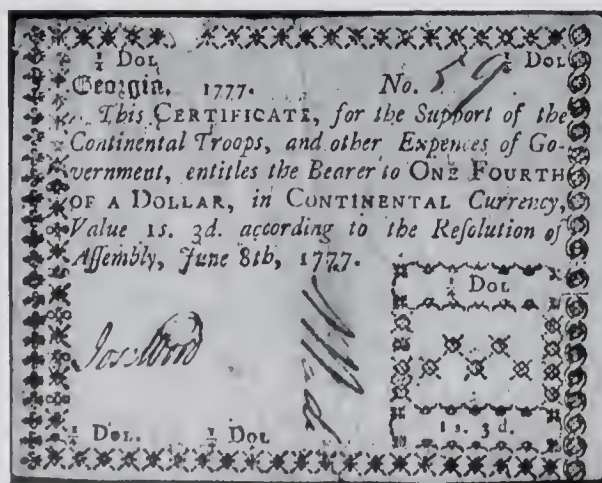 ¼ Dol ¼ Dol
Georgia. 1777. No. 59
This CERTIFICATE, for the Support of the
Continental Troops, and other Expences of Go-
vernment, entitles the Bearer to ONE FOURTH
OF A DOLLAR, in CONTINENTAL Currency,
Value 1s. 3d. according to the Reſolution of
Aſſembly, June 8th, 1777.
¼ Dol
1s. 3d.
¼ Dol. ¼ Dol